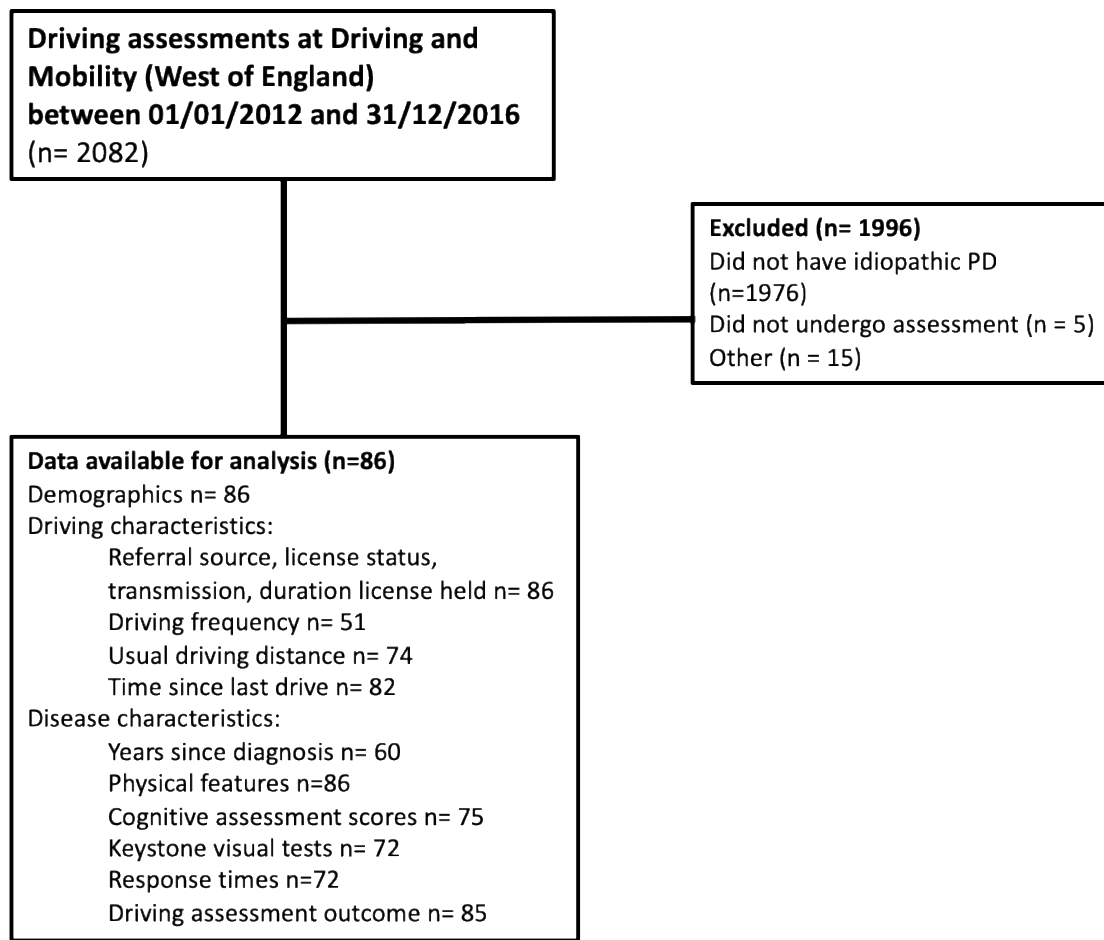 Driving assessments at Driving and
Mobility (West of England)
between 01/01/2012 and 31/12/2016
(n= 2082)
Excluded (n= 1996)
Did not have idiopathic PD
(n=1976)
Did not undergo assessment (n = 5)
Other (n = 15)
Data available for analysis (n=86)
Demographics n= 86
Driving characteristics:
Referral source, license status,
transmission, duration license held n= 86
Driving frequency n= 51
Usual driving distance n= 74
Time since last drive n= 82
Disease characteristics:
Years since diagnosis n= 60
Physical features n=86
Cognitive assessment scores n= 75
Keystone visual tests n= 72
Response times n=72
Driving assessment outcome n= 85